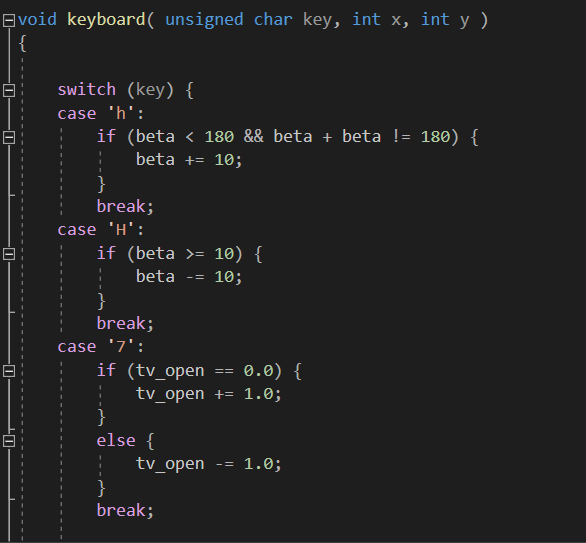 void keyboard( unsigned char key, int x, int y )
{
switch (key) {
case 'h':
if (beta < 180 && beta + beta != 180) {
beta += 10;
}
break;
case 'H':
if (beta >= 10) {
beta -= 10;
}
break;
case '7':
if (tv_open == 0.0) {
tv_open += 1.0;
}
else {
tv_open -= 1.0;
}
break;